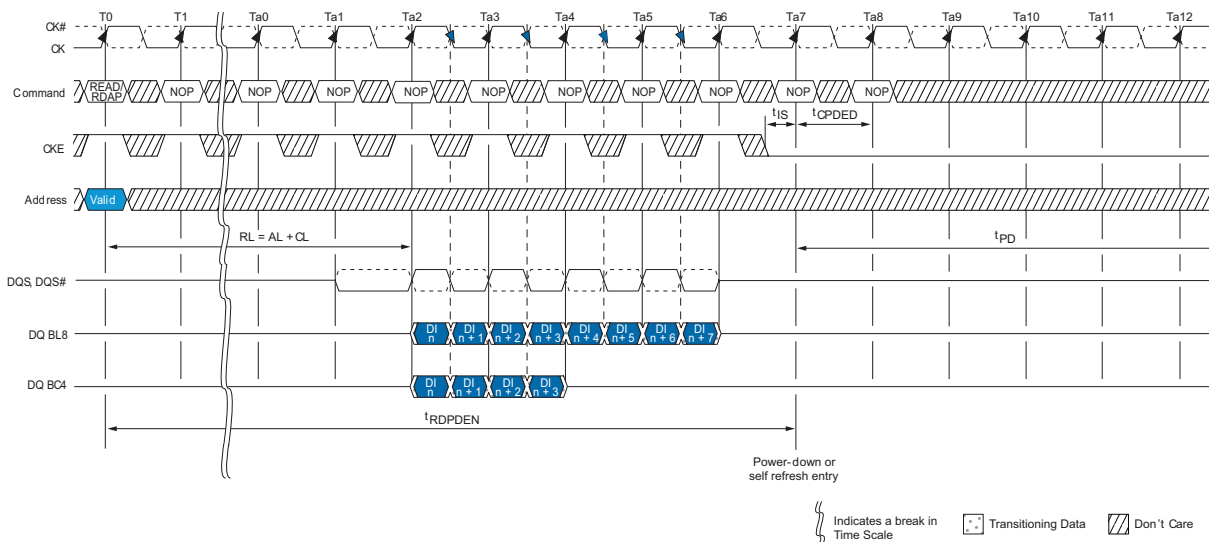 T0 T1 Ta0 Ta1 Ta2 Ta3 Ta4 Ta5 Ta6 Ta7 Ta8 Ta9 Ta10 Ta11 Ta12
CK#
CK
Command READ/ RDAP NOP NOP NOP NOP NOP NOP NOP NOP NOP NOP
tIS tCPDED
CKE
Address Valid
RL = AL + CL
tPD
DQS, DQS#
DQ BL8 DI n DI n + 1 DI n + 2 DI n + 3 DI n + 4 DI n+ 5 DI n + 6 DI n + 7
DQ BC4 DI n DI n + 1 DI n + 2 DI n + 3
tRDPDEN
Power-down or
self refresh entry
Indicates a break in
Time Scale
Transitioning Data
Don't Care